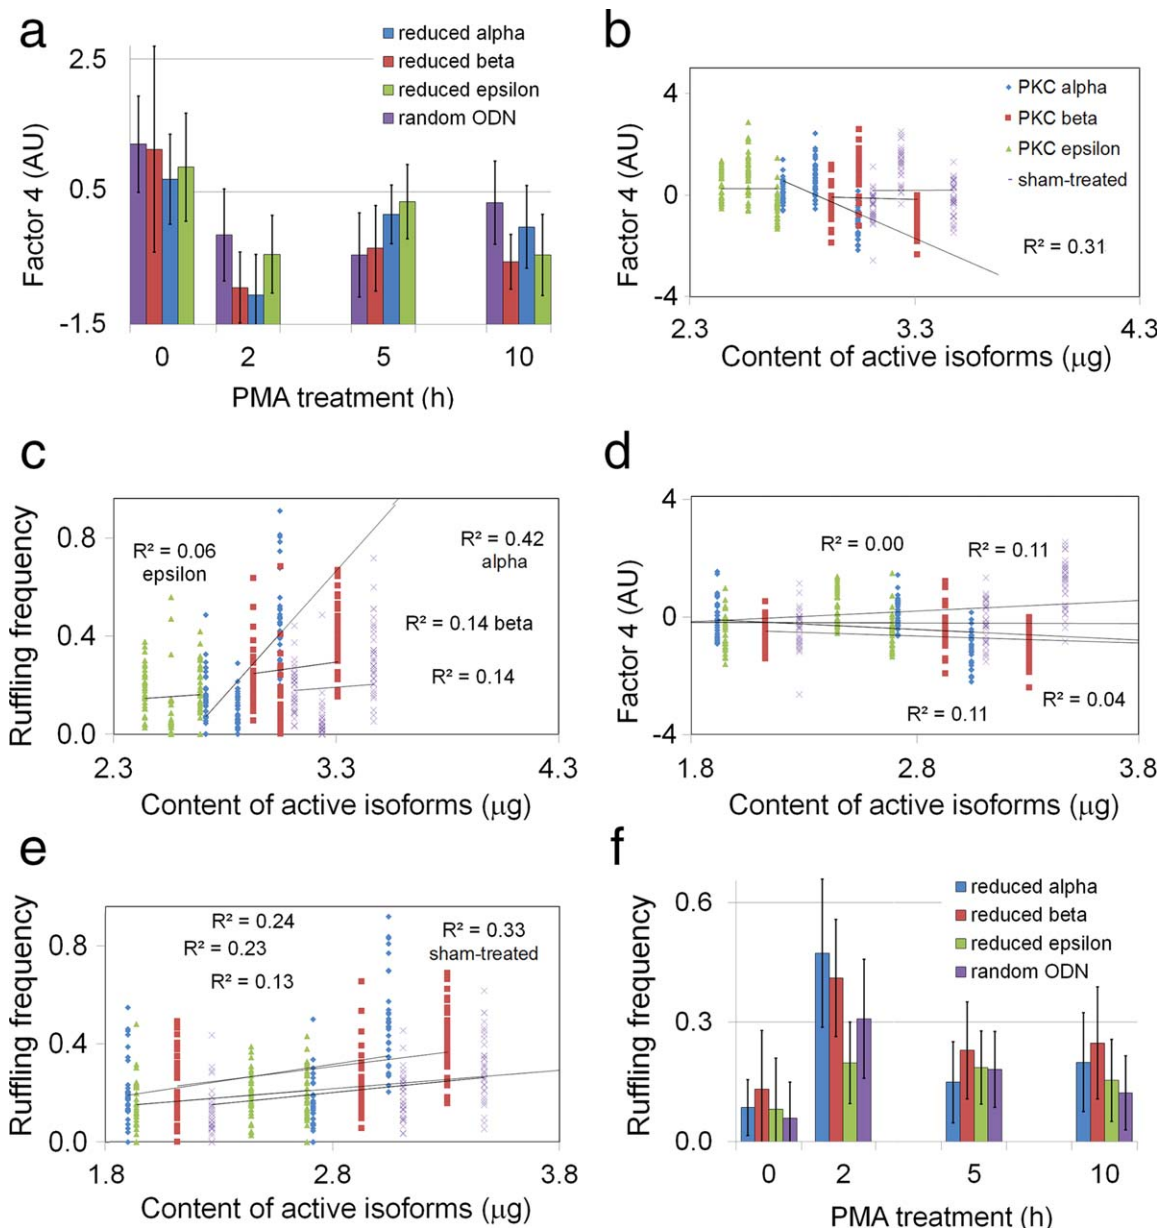 a
reduced alpha
reduced beta
reduced epsilon
random ODN
2.5
0.5
-1.5
Factor 4 (AU)
0 2 5 10
PMA treatment (h)
b
PKC alpha
PKC beta
PKC epsilon
sham-treated
4
0
-4
Factor 4 (AU)
R² = 0.31
2.3 3.3 4.3
Content of active isoforms (µg)
c
Ruffling frequency
0.8
0.4
0.0
R² = 0.06
epsilon
R² = 0.42
alpha
R² = 0.14 beta
R² = 0.14
2.3 3.3 4.3
Content of active isoforms (µg)
d
Factor 4 (AU)
4
0
-4
R² = 0.00
R² = 0.11
R² = 0.11
R² = 0.04
1.8 2.8 3.8
Content of active isoforms (µg)
e
Ruffling frequency
0.8
0.4
0.0
R² = 0.24
R² = 0.23
R² = 0.13
R² = 0.33
sham-treated
1.8 2.8 3.8
Content of active isoforms (µg)
f
Ruffling frequency
0.6
0.3
0.0
reduced alpha
reduced beta
reduced epsilon
random ODN
0 2 5 10
PMA treatment (h)